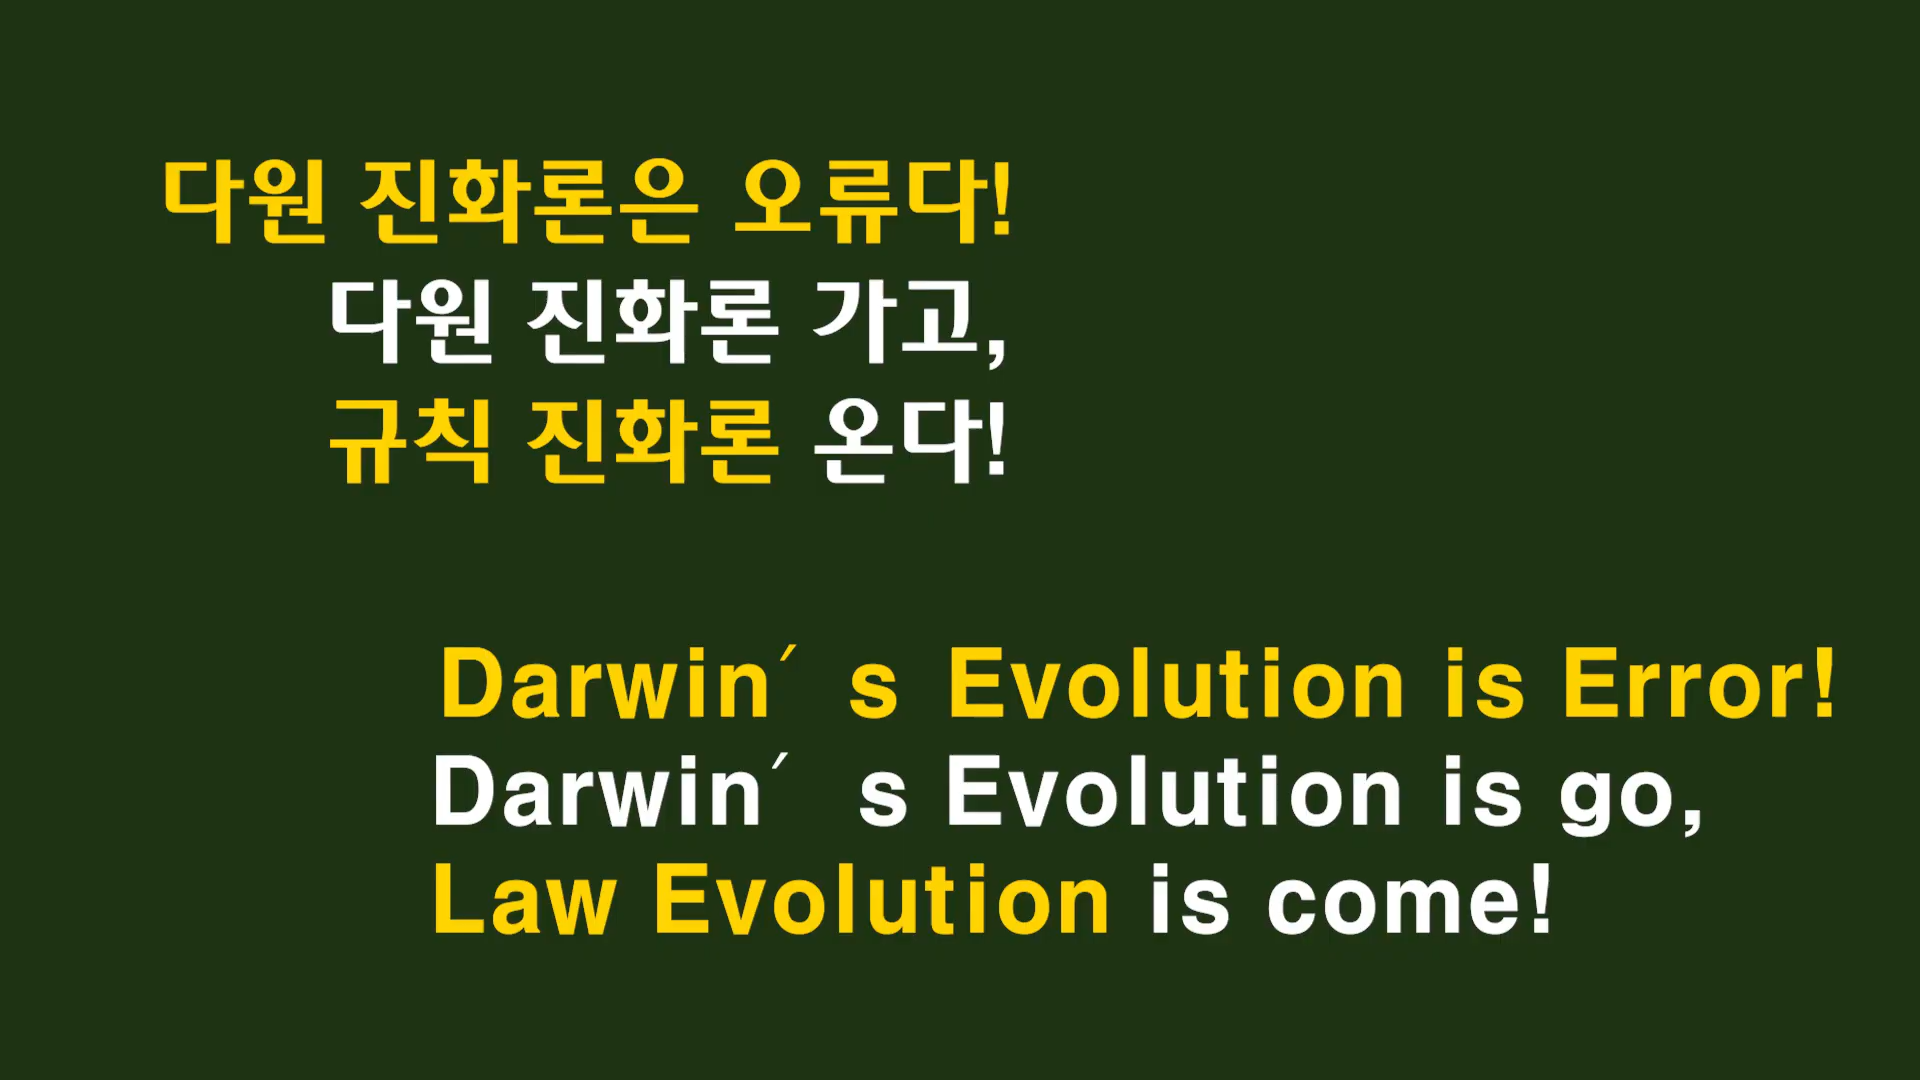 다윈 진화론은 오류다!
다윈 진화론 가고,
규칙 진화론 온다!
Darwin′ s Evolution is Error!
Darwin′ s Evolution is go,
Law Evolution is come!